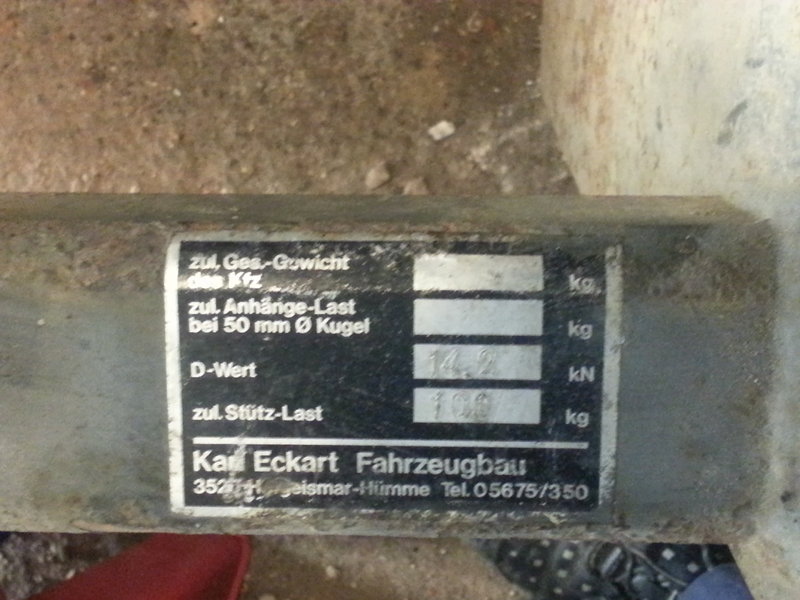 zul. Ges.-Gewicht
des Kfz kg
zul. Anhänge-Last
bei 50 mm Ø Kugel kg
D-Wert 14,2 kN
zul. Stütz-Last 100 kg
Karl Eckart Fahrzeugbau
Tel. 05675/350